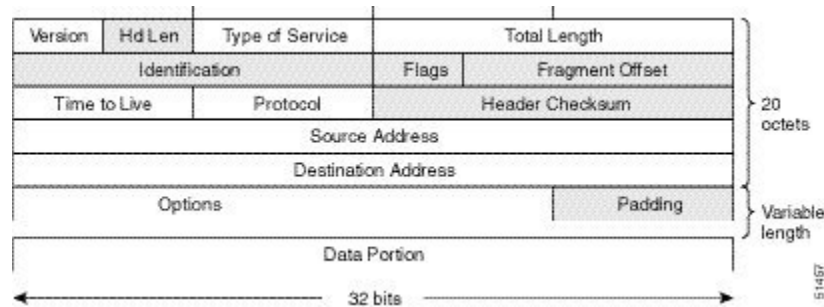 Version Hd Len Type of Service Total Length
Identification Flags Fragment Offset
Time to Live Protocol Header Checksum
20
octets
Source Address
Destination Address
Options Padding
Variable
length
Data Portion
32 bits
51457